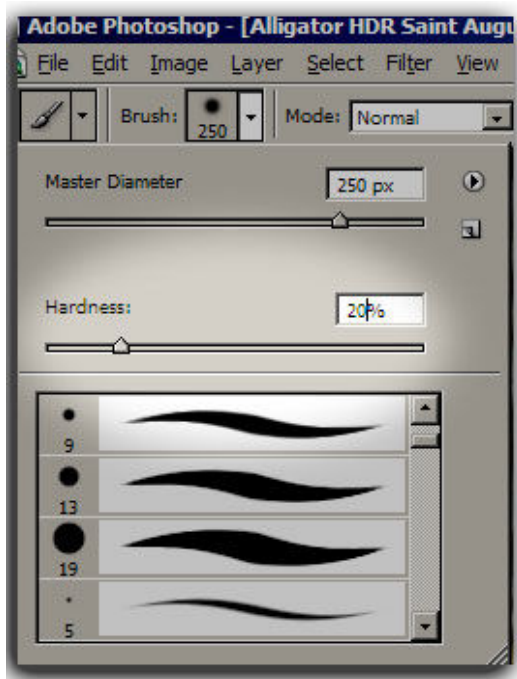 Adobe Photoshop - [Alligator HDR Saint Augu
File Edit Image Layer Select Filter View
Brush: 250 Mode: Normal
Master Diameter 250 px
Hardness: 20%
9
13
19
5